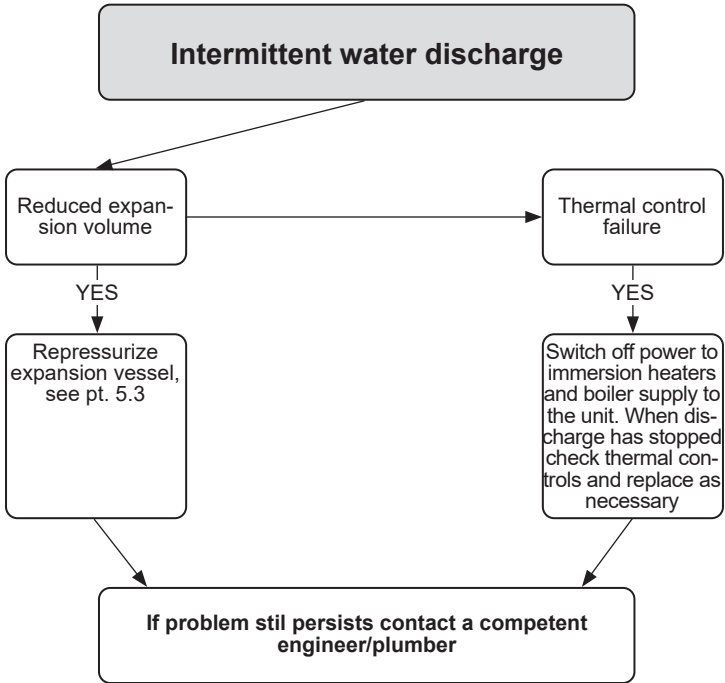 Intermittent water discharge
Reduced expan-
sion volume
Thermal control
failure
YES
YES
Repressurize
expansion vessel,
see pt. 5.3
Switch off power to
immersion heaters
and boiler supply to
the unit. When dis-
charge has stopped
check thermal con-
trols and replace as
necessary
If problem stil persists contact a competent
engineer/plumber